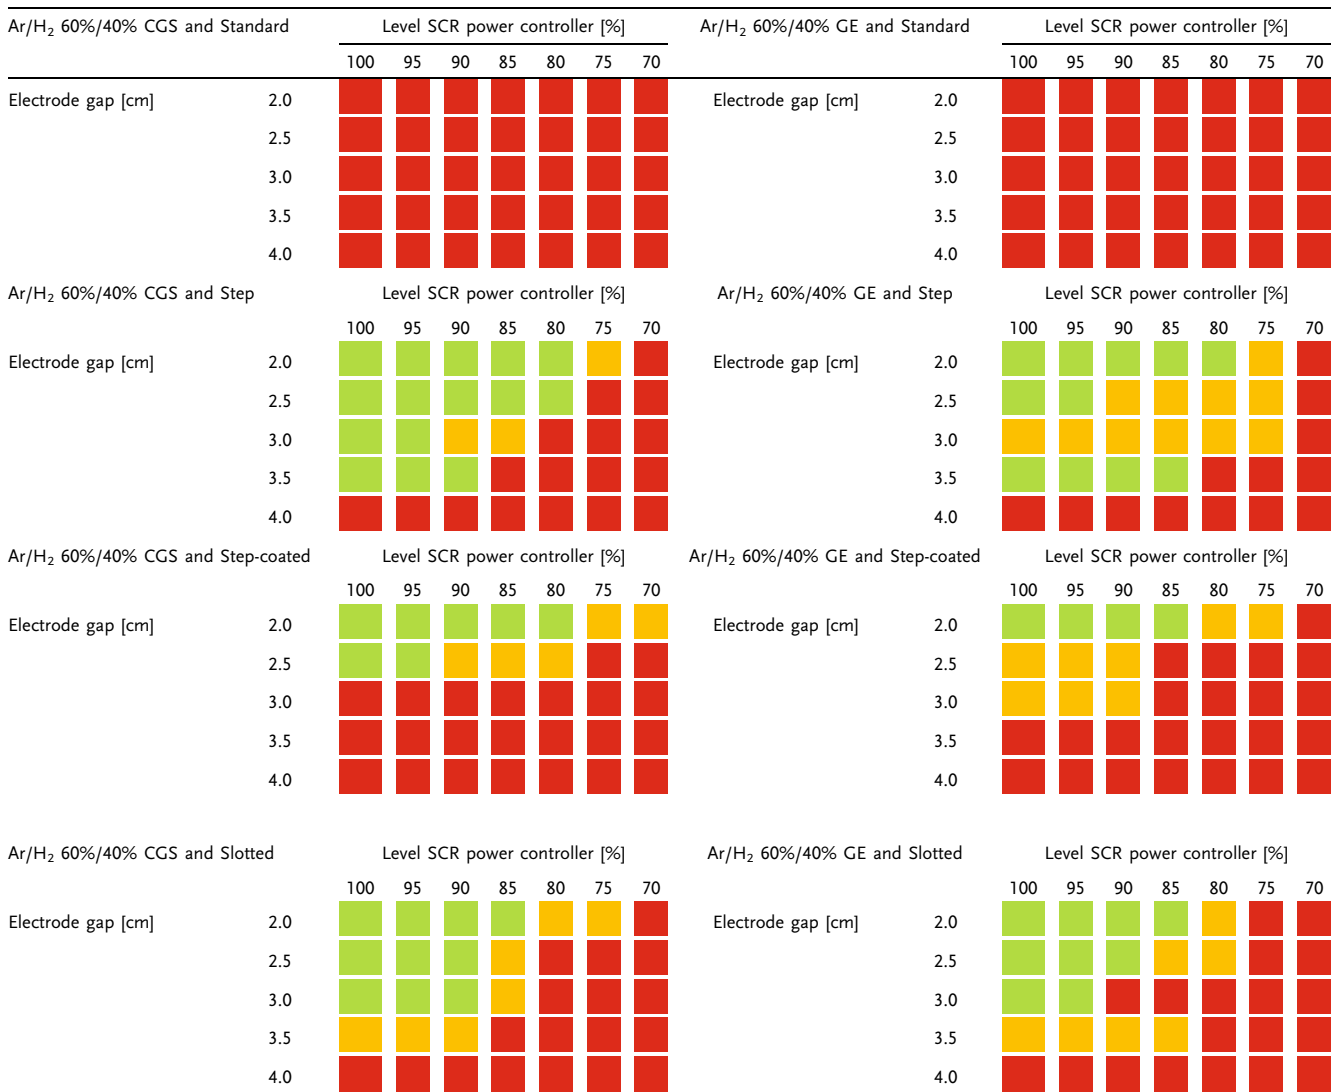 Ar/H₂ 60%/40% CGS and Standard Level SCR power controller [%] Ar/H₂ 60%/40% GE and Standard Level SCR power controller [%]
100 95 90 85 80 75 70 100 95 90 85 80 75 70
Electrode gap [cm] 2.0 Electrode gap [cm] 2.0
2.5 2.5
3.0 3.0
3.5 3.5
4.0 4.0
Ar/H₂ 60%/40% CGS and Step Level SCR power controller [%] Ar/H₂ 60%/40% GE and Step Level SCR power controller [%]
100 95 90 85 80 75 70 100 95 90 85 80 75 70
Electrode gap [cm] 2.0 Electrode gap [cm] 2.0
2.5 2.5
3.0 3.0
3.5 3.5
4.0 4.0
Ar/H₂ 60%/40% CGS and Step-coated Level SCR power controller [%] Ar/H₂ 60%/40% GE and Step-coated Level SCR power controller [%]
100 95 90 85 80 75 70 100 95 90 85 80 75 70
Electrode gap [cm] 2.0 Electrode gap [cm] 2.0
2.5 2.5
3.0 3.0
3.5 3.5
4.0 4.0
Ar/H₂ 60%/40% CGS and Slotted Level SCR power controller [%] Ar/H₂ 60%/40% GE and Slotted Level SCR power controller [%]
100 95 90 85 80 75 70 100 95 90 85 80 75 70
Electrode gap [cm] 2.0 Electrode gap [cm] 2.0
2.5 2.5
3.0 3.0
3.5 3.5
4.0 4.0